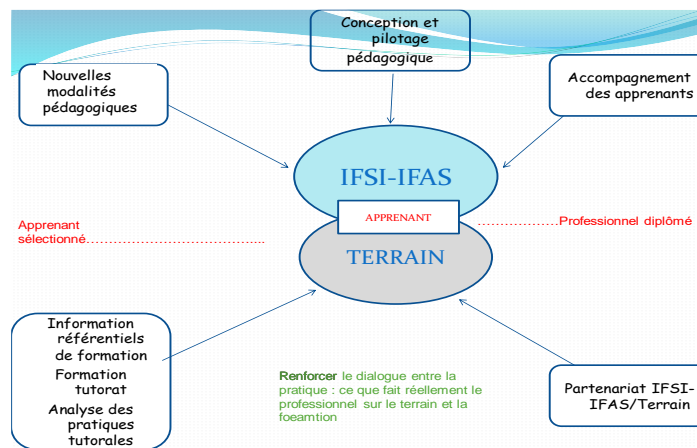 Conception et
pilotage
pédagogique
Nouvelles
modalités
pédagogiques
Accompagnement
des apprenants
IFSI-IFAS
APPRENANT
Apprenant
sélectionné……………………………………..
………………….Professionnel diplômé
TERRAIN
Information
référentiels
de formation
Formation
tutorat
Analyse des
pratiques
tutorales
Renforcer le dialogue entre la
pratique : ce que fait réellement le
professionnel sur le terrain et la
foeamtion
Partenariat IFSI-
IFAS/Terrain